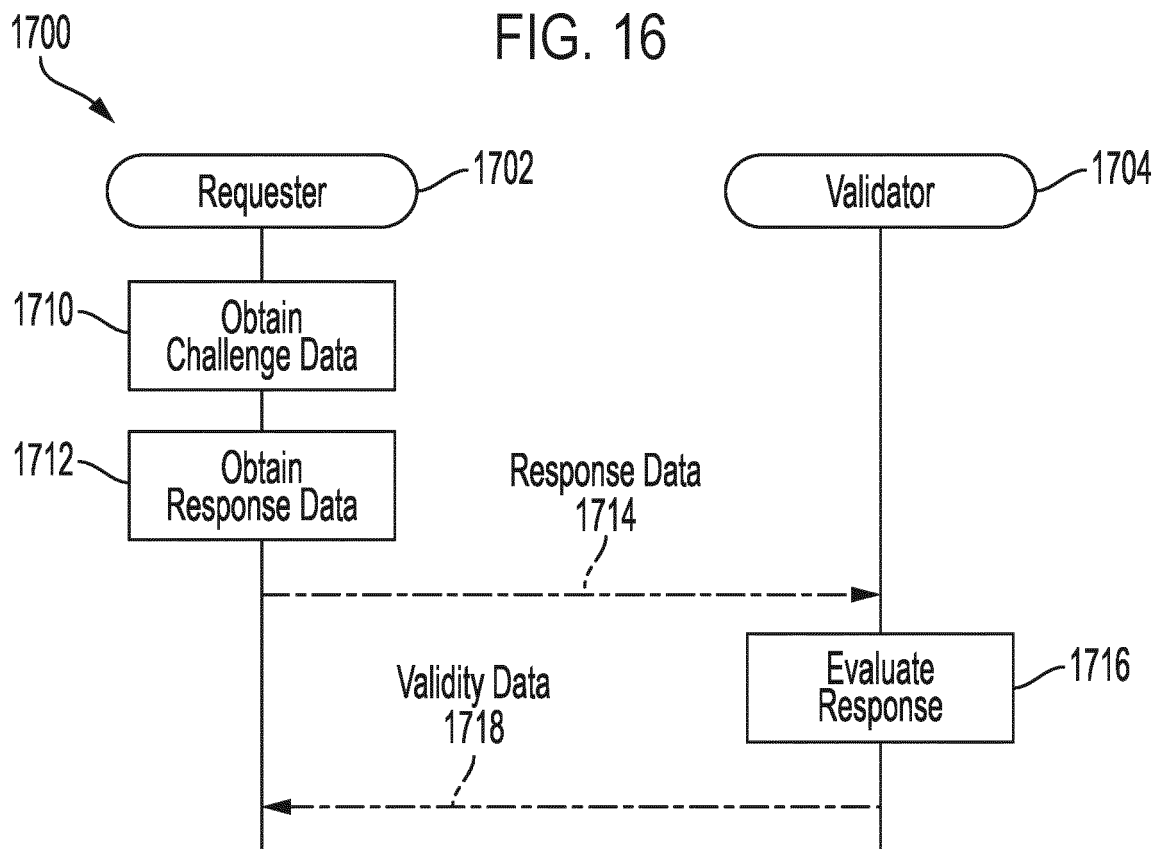 1700
FIG. 16
Requester
1702
Validator
1704
1710
Obtain
Challenge Data
1712
Obtain
Response Data
Response Data
1714
Evaluate
Response
1716
Validity Data
1718